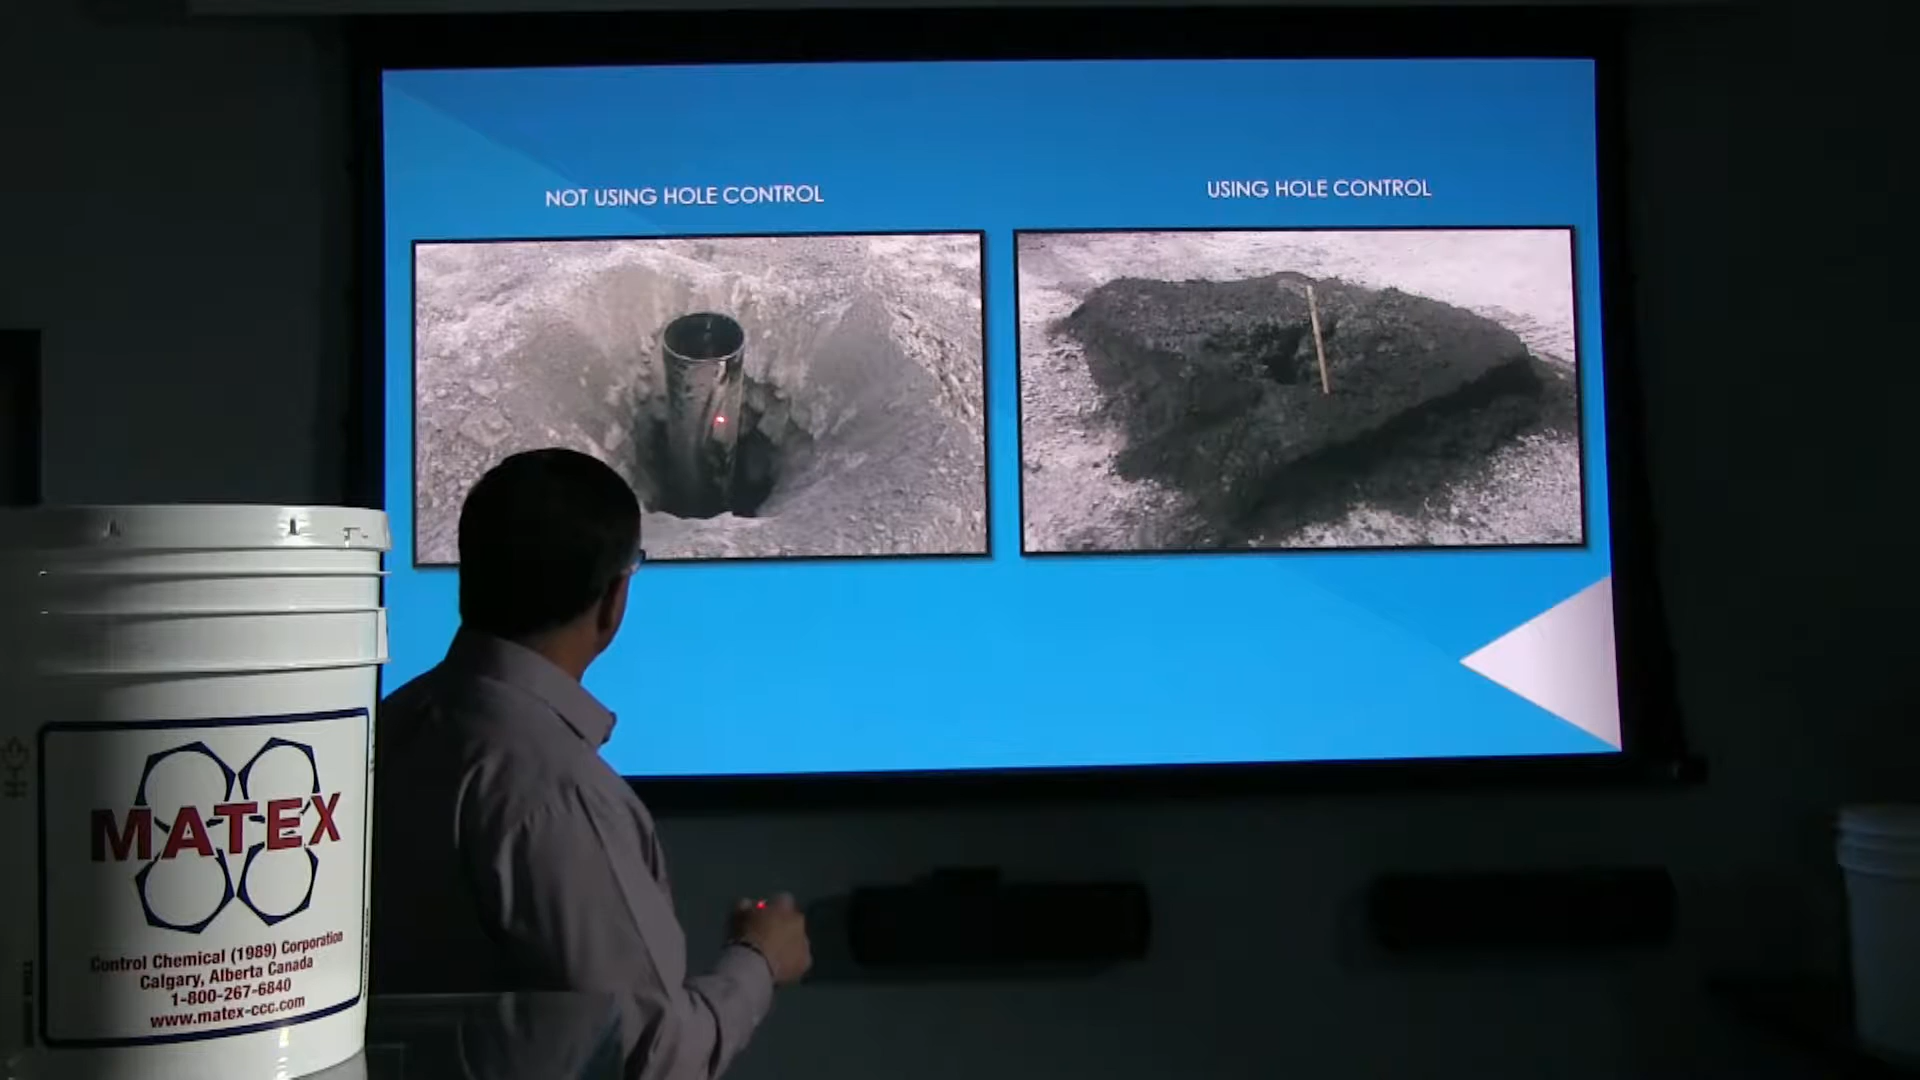 NOT USING HOLE CONTROL
USING HOLE CONTROL
MATEX
Control Chemical (1989) Corporation
Calgary, Alberta Canada
1-800-267-6840
www.matex-ccc.com